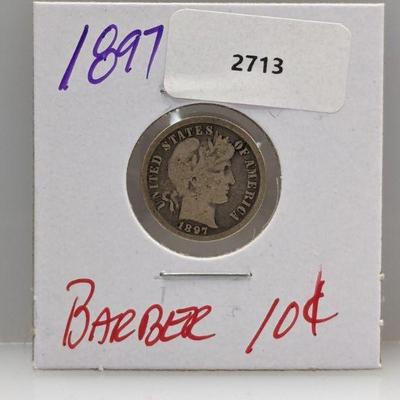 1897
2713
UNITED STATES OF AMERICA
1897
BARBER 10¢